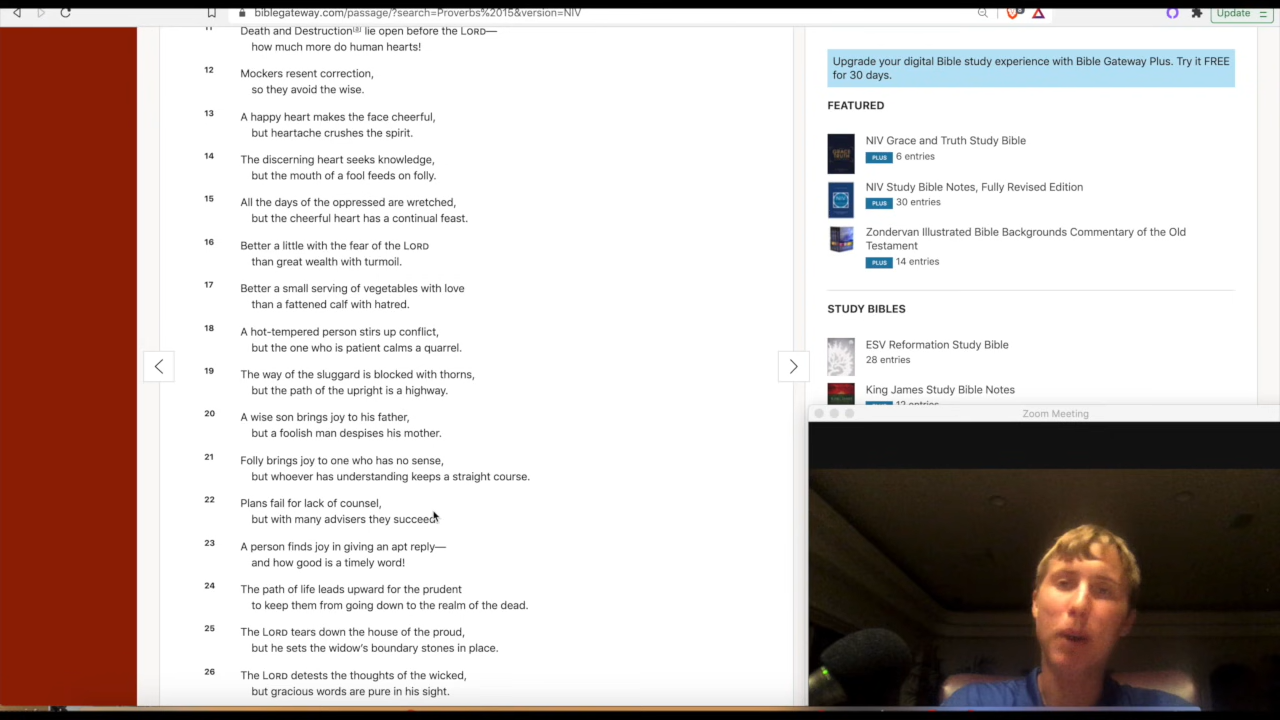 biblegateway.com/passage/?search=Proverbs%2015&version=NIV
Update
11
Death and Destruction[a] lie open before the LORD—
how much more do human hearts!
12
Mockers resent correction,
so they avoid the wise.
13
A happy heart makes the face cheerful,
but heartache crushes the spirit.
14
The discerning heart seeks knowledge,
but the mouth of a fool feeds on folly.
15
All the days of the oppressed are wretched,
but the cheerful heart has a continual feast.
16
Better a little with the fear of the LORD
than great wealth with turmoil.
17
Better a small serving of vegetables with love
than a fattened calf with hatred.
18
A hot-tempered person stirs up conflict,
but the one who is patient calms a quarrel.
19
The way of the sluggard is blocked with thorns,
but the path of the upright is a highway.
20
A wise son brings joy to his father,
but a foolish man despises his mother.
21
Folly brings joy to one who has no sense,
but whoever has understanding keeps a straight course.
22
Plans fail for lack of counsel,
but with many advisers they succeed.
23
A person finds joy in giving an apt reply—
and how good is a timely word!
24
The path of life leads upward for the prudent
to keep them from going down to the realm of the dead.
25
The LORD tears down the house of the proud,
but he sets the widow's boundary stones in place.
26
The LORD detests the thoughts of the wicked,
but gracious words are pure in his sight.
Upgrade your digital Bible study experience with Bible Gateway Plus. Try it FREE
for 30 days.
FEATURED
NIV Grace and Truth Study Bible
PLUS 6 entries
NIV Study Bible Notes, Fully Revised Edition
PLUS 30 entries
Zondervan Illustrated Bible Backgrounds Commentary of the Old
Testament
PLUS 14 entries
STUDY BIBLES
ESV Reformation Study Bible
28 entries
King James Study Bible Notes
PLUS 12 entries
Zoom Meeting